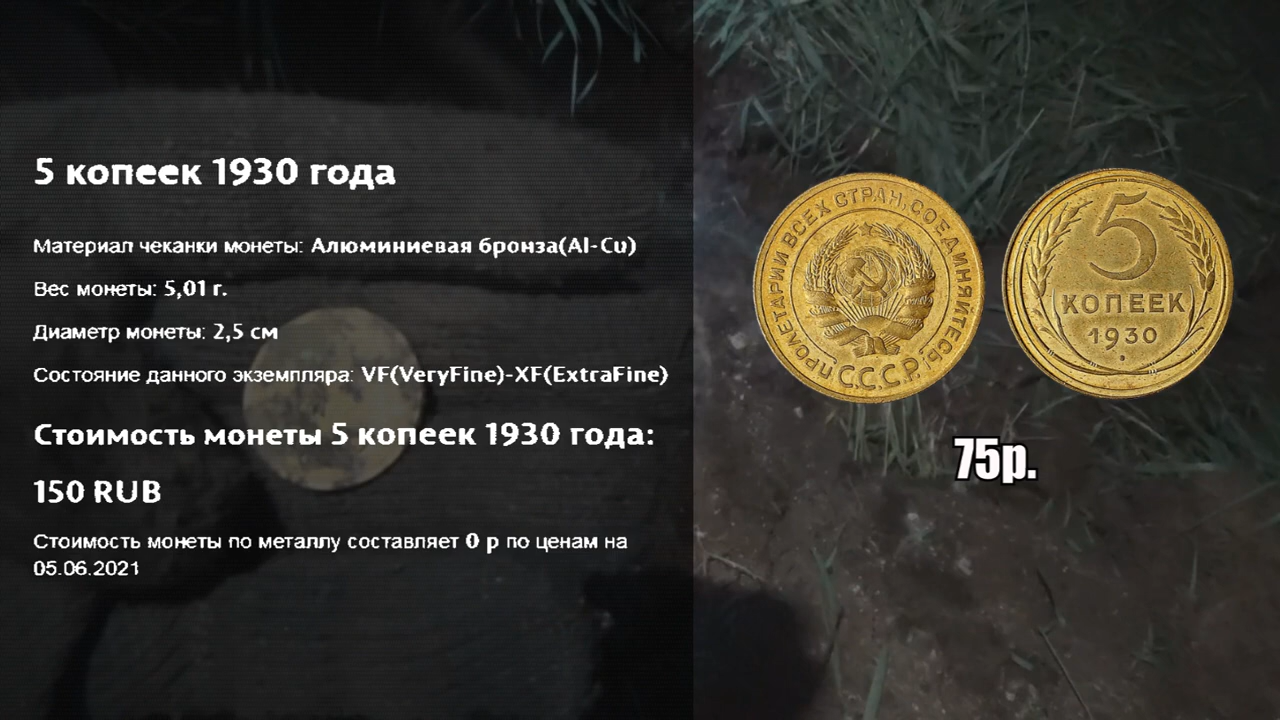 5 копеек 1930 года
Материал чеканки монеты: Алюминиевая бронза(Al-Cu)
Вес монеты: 5,01 г.
Диаметр монеты: 2,5 см
Состояние данного экземпляра: VF(VeryFine)-XF(ExtraFine)
Стоимость монеты 5 копеек 1930 года:
150 RUB
Стоимость монеты по металлу составляет 0 р по ценам на
05.06.2021
ПРОЛЕТАРИИ ВСЕХ СТРАН, СОЕДИНЯЙТЕСЬ!
С.С.С.Р.
5
КОПЕЕК
1930
75р.